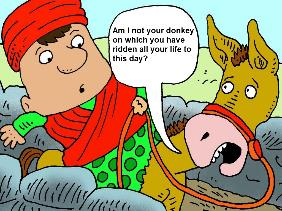 Am I not your donkey
on which you have
ridden all your life to
this day?